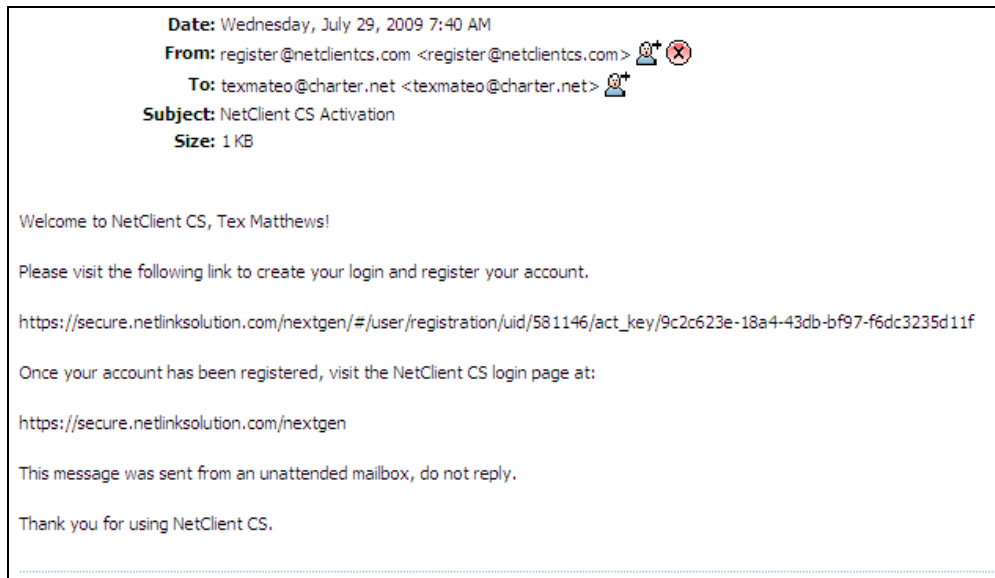 Date: Wednesday, July 29, 2009 7:40 AM
From: register@netclientcs.com <register@netclientcs.com>
To: texmateo@charter.net <texmateo@charter.net>
Subject: NetClient CS Activation
Size: 1 KB
Welcome to NetClient CS, Tex Matthews!
Please visit the following link to create your login and register your account.
https://secure.netlinksolution.com/nextgen/#/user/registration/uid/581146/act_key/9c2c623e-18a4-43db-bf97-f6dc3235d11f
Once your account has been registered, visit the NetClient CS login page at:
https://secure.netlinksolution.com/nextgen
This message was sent from an unattended mailbox, do not reply.
Thank you for using NetClient CS.